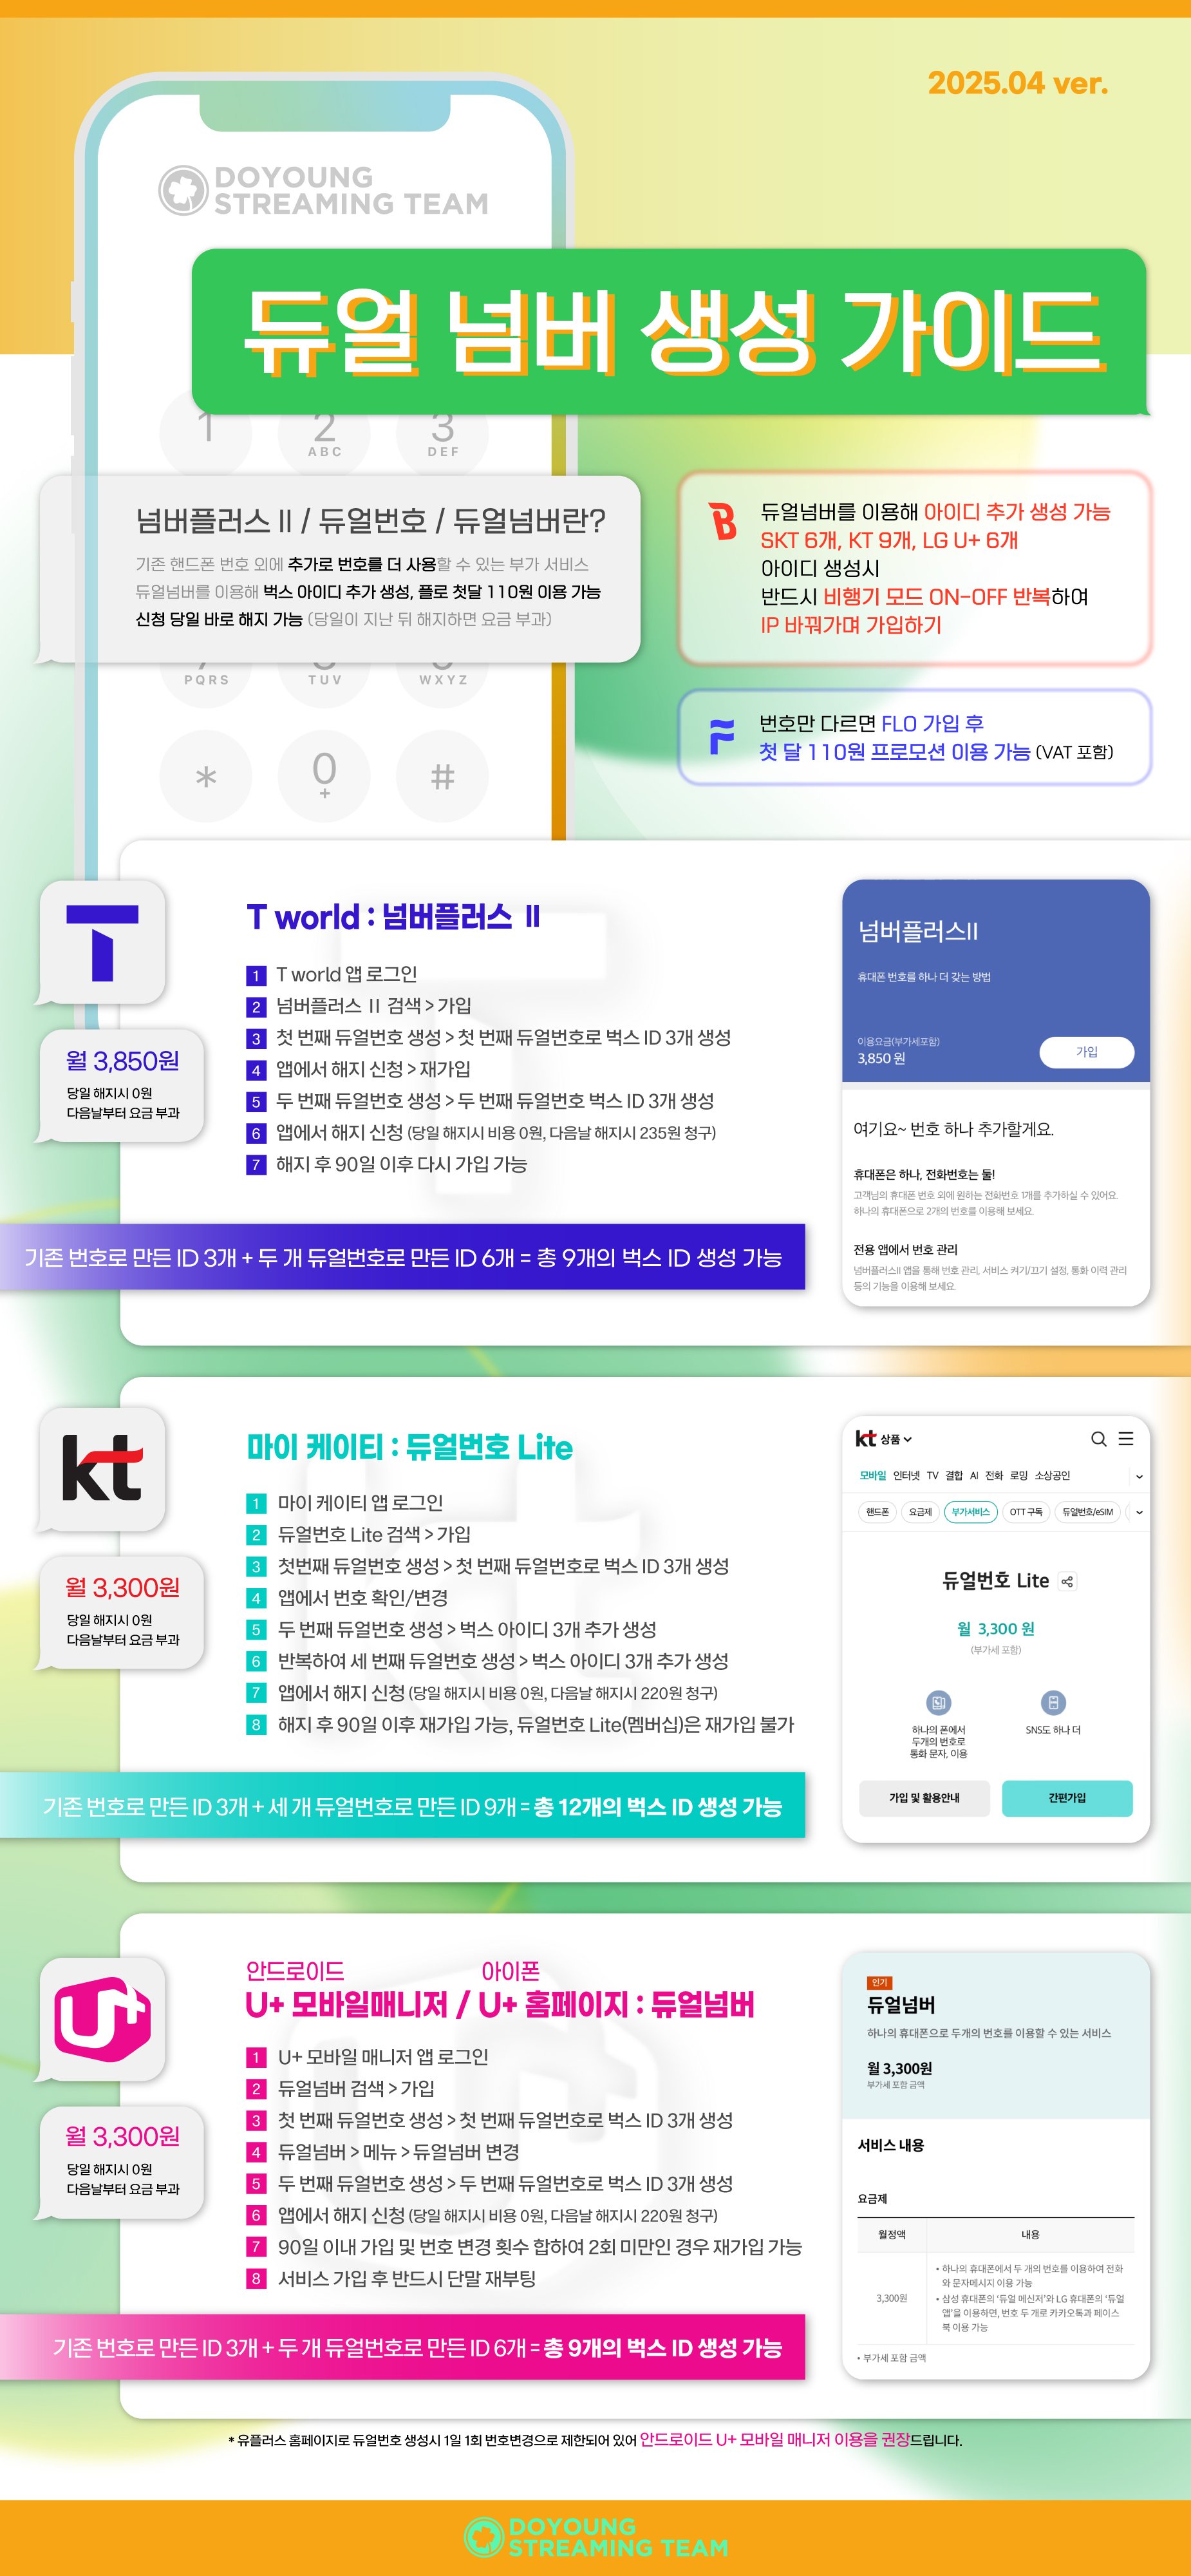 2025.04 ver.
DOYOUNG
STREAMING TEAM
듀얼 넘버 생성 가이드
1
2
ABC
3
DEF
넘버플러스 II / 듀얼번호 / 듀얼넘버란?
기존 핸드폰 번호 외에 추가로 번호를 더 사용할 수 있는 부가 서비스
듀얼넘버를 이용해 벅스 아이디 추가 생성, 플로 첫달 110원 이용 가능
신청 당일 바로 해지 가능 (당일이 지난 뒤 해지하면 요금 부과)
B
듀얼넘버를 이용해 아이디 추가 생성 가능
SKT 6개, KT 9개, LG U+ 6개
아이디 생성시
반드시 비행기 모드 ON-OFF 반복하여
IP 바꿔가며 가입하기
PQRS
TUV
WXYZ
번호만 다르면 FLO 가입 후
첫 달 110원 프로모션 이용 가능 (VAT 포함)
*
0
+
#
T
월 3,850원
당일 해지시 0원
다음날부터 요금 부과
T world : 넘버플러스 II
1 T world 앱 로그인
2 넘버플러스 II 검색 > 가입
3 첫 번째 듀얼번호 생성 > 첫 번째 듀얼번호로 벅스 ID 3개 생성
4 앱에서 해지 신청 > 재가입
5 두 번째 듀얼번호 생성 > 두 번째 듀얼번호 벅스 ID 3개 생성
6 앱에서 해지 신청 (당일 해지시 비용 0원, 다음날 해지시 235원 청구)
7 해지 후 90일 이후 다시 가입 가능
기존 번호로 만든 ID 3개 + 두 개 듀얼번호로 만든 ID 6개 = 총 9개의 벅스 ID 생성 가능
넘버플러스II
휴대폰 번호를 하나 더 갖는 방법
이용요금(부가세포함)
3,850 원
가입
여기요~ 번호 하나 추가할게요.
휴대폰은 하나, 전화번호는 둘!
고객님의 휴대폰 번호 외에 원하는 전화번호 1개를 추가하실 수 있어요.
하나의 휴대폰으로 2개의 번호를 이용해 보세요.
전용 앱에서 번호 관리
넘버플러스II 앱을 통해 번호 관리, 서비스 켜기/끄기 설정, 통화 이력 관리
등의 기능을 이용해 보세요.
kt
월 3,300원
당일 해지시 0원
다음날부터 요금 부과
마이 케이티 : 듀얼번호 Lite
1 마이 케이티 앱 로그인
2 듀얼번호 Lite 검색 > 가입
3 첫번째 듀얼번호 생성 > 첫 번째 듀얼번호로 벅스 ID 3개 생성
4 앱에서 번호 확인/변경
5 두 번째 듀얼번호 생성 > 벅스 아이디 3개 추가 생성
6 반복하여 세 번째 듀얼번호 생성 > 벅스 아이디 3개 추가 생성
7 앱에서 해지 신청 (당일 해지시 비용 0원, 다음날 해지시 220원 청구)
8 해지 후 90일 이후 재가입 가능, 듀얼번호 Lite(멤버십)은 재가입 불가
기존 번호로 만든 ID 3개 + 세 개 듀얼번호로 만든 ID 9개 = 총 12개의 벅스 ID 생성 가능
kt 상품
모바일 인터넷 TV 결합 AI 전화 로밍 소상공인
핸드폰 요금제 부가서비스 OTT 구독 듀얼번호/eSIM
듀얼번호 Lite
월 3,300 원
(부가세 포함)
하나의 폰에서
두개의 번호로
통화 문자, 이용
SNS도 하나 더
가입 및 활용안내
간편가입
U+
월 3,300원
당일 해지시 0원
다음날부터 요금 부과
안드로이드 아이폰
U+ 모바일매니저 / U+ 홈페이지 : 듀얼넘버
1 U+ 모바일 매니저 앱 로그인
2 듀얼넘버 검색 > 가입
3 첫 번째 듀얼번호 생성 > 첫 번째 듀얼번호로 벅스 ID 3개 생성
4 듀얼넘버 > 메뉴 > 듀얼넘버 변경
5 두 번째 듀얼번호 생성 > 두 번째 듀얼번호로 벅스 ID 3개 생성
6 앱에서 해지 신청 (당일 해지시 비용 0원, 다음날 해지시 220원 청구)
7 90일 이내 가입 및 번호 변경 횟수 합하여 2회 미만인 경우 재가입 가능
8 서비스 가입 후 반드시 단말 재부팅
기존 번호로 만든 ID 3개 + 두 개 듀얼번호로 만든 ID 6개 = 총 9개의 벅스 ID 생성 가능
인기
듀얼넘버
하나의 휴대폰으로 두개의 번호를 이용할 수 있는 서비스
월 3,300원
부가세 포함 금액
서비스 내용
요금제
월정액 내용
3,300원
• 하나의 휴대폰에서 두 개의 번호를 이용하여 전화
와 문자메시지 이용 가능
• 삼성 휴대폰의 '듀얼 메신저'와 LG 휴대폰의 '듀얼
앱'을 이용하면, 번호 두 개로 카카오톡과 페이스
북 이용 가능
• 부가세 포함 금액
* 유플러스 홈페이지로 듀얼번호 생성시 1일 1회 번호변경으로 제한되어 있어 안드로이드 U+ 모바일 매니저 이용을 권장드립니다.
DOYOUNG
STREAMING TEAM